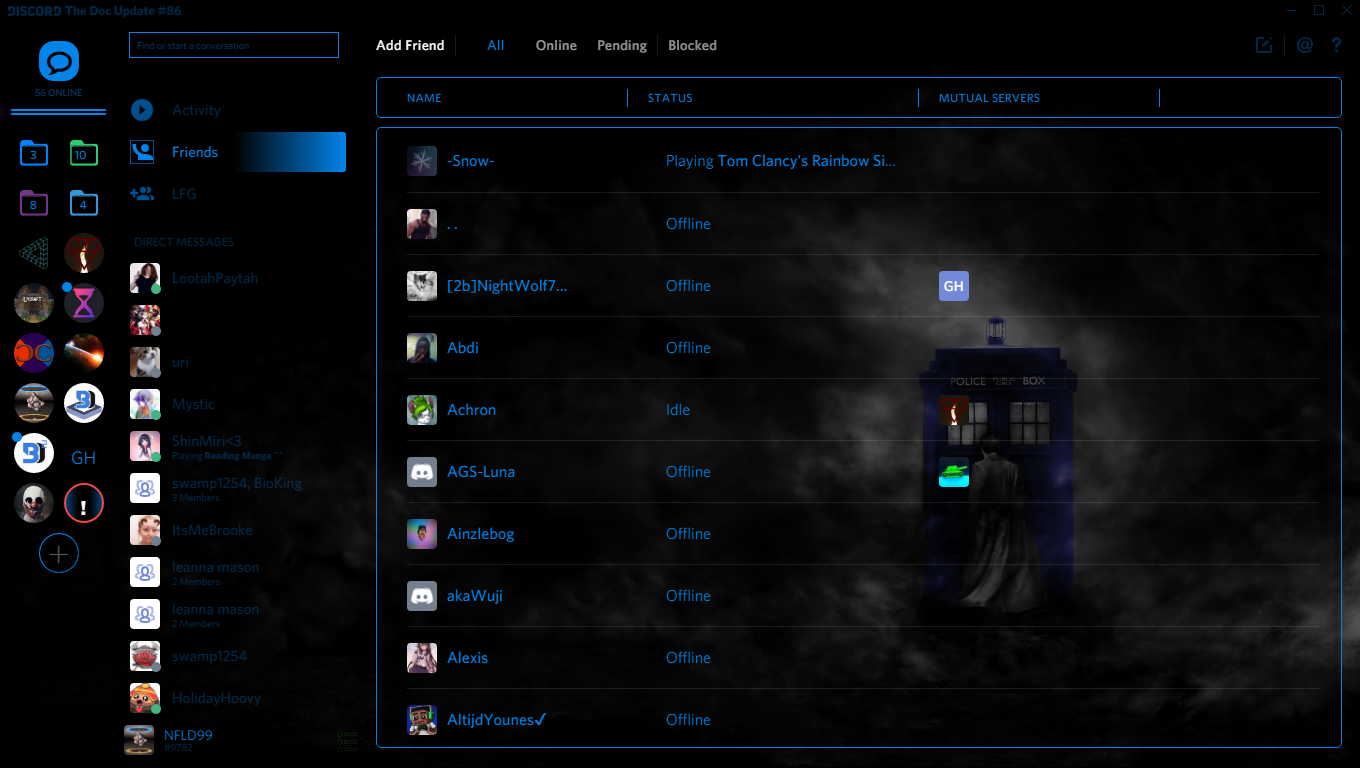 DISCORD The Doc Update #86
56 ONLINE
3
10
8
4
GH
!
Find or start a conversation
Activity
Friends
LFG
DIRECT MESSAGES
LootahPaytah
uri
Mystic
ShinMiri<3
Playing Reading Manga ^^
swamp1254, BioKing
3 Members
ItsMeBrooke
leanna mason
2 Members
leanna mason
2 Members
swamp1254
HolidayHoovy
NFLD99
#9782
Add Friend All Online Pending Blocked
@ ?
NAME STATUS MUTUAL SERVERS
-Snow- Playing Tom Clancy's Rainbow Si...
. . Offline
[2b]NightWolf7... Offline GH
Abdi Offline
POLICE BOX
Achron Idle
AGS-Luna Offline
Ainzlebog Offline
akaWuji Offline
Alexis Offline
AltijdYounes✓ Offline